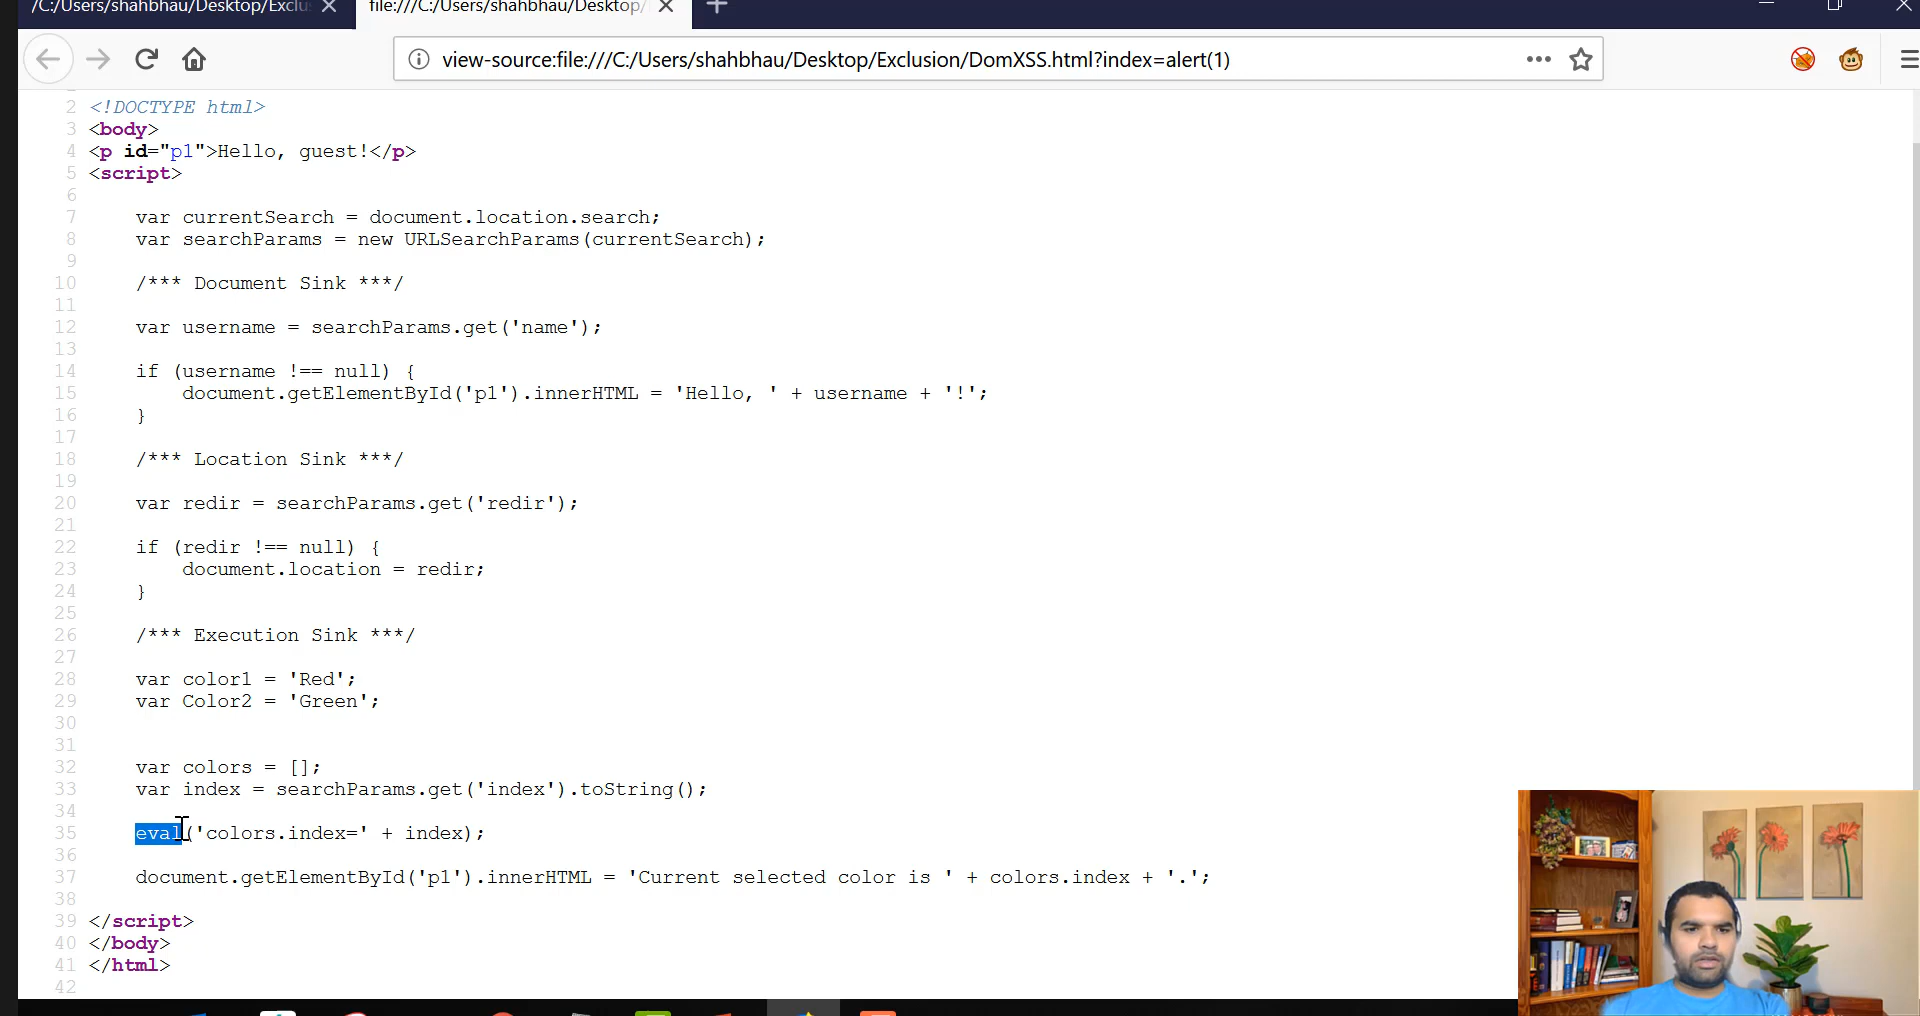 /C:/Users/shahbhau/Desktop/Exclu
file:///C:/Users/shahbhau/Desktop/
view-source:file:///C:/Users/shahbhau/Desktop/Exclusion/DomXSS.html?index=alert(1)
2 <!DOCTYPE html>
3 <body>
4 <p id="p1">Hello, guest!</p>
5 <script>
6
7 var currentSearch = document.location.search;
8 var searchParams = new URLSearchParams(currentSearch);
9
10 /*** Document Sink ***/
11
12 var username = searchParams.get('name');
13
14 if (username !== null) {
15 document.getElementById('p1').innerHTML = 'Hello, ' + username + '!';
16 }
17
18 /*** Location Sink ***/
19
20 var redir = searchParams.get('redir');
21
22 if (redir !== null) {
23 document.location = redir;
24 }
25
26 /*** Execution Sink ***/
27
28 var color1 = 'Red';
29 var Color2 = 'Green';
30
31
32 var colors = [];
33 var index = searchParams.get('index').toString();
34
35 eval('colors.index=' + index);
36
37 document.getElementById('p1').innerHTML = 'Current selected color is ' + colors.index + '.';
38
39 </script>
40 </body>
41 </html>
42